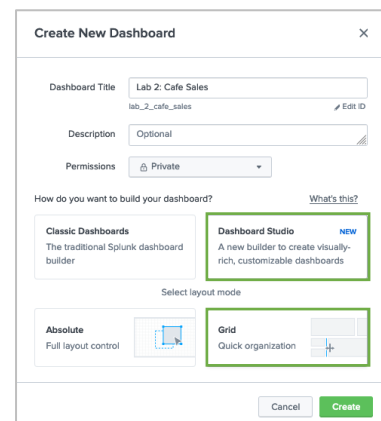 Create New Dashboard
Dashboard Title
Lab 2: Cafe Sales
lab_2_cafe_sales
Edit ID
Description
Optional
Permissions
Private
How do you want to build your dashboard?
What's this?
Classic Dashboards
The traditional Splunk dashboard
builder
Dashboard Studio
NEW
A new builder to create visually-
rich, customizable dashboards
Select layout mode
Absolute
Full layout control
Grid
Quick organization
Cancel
Create